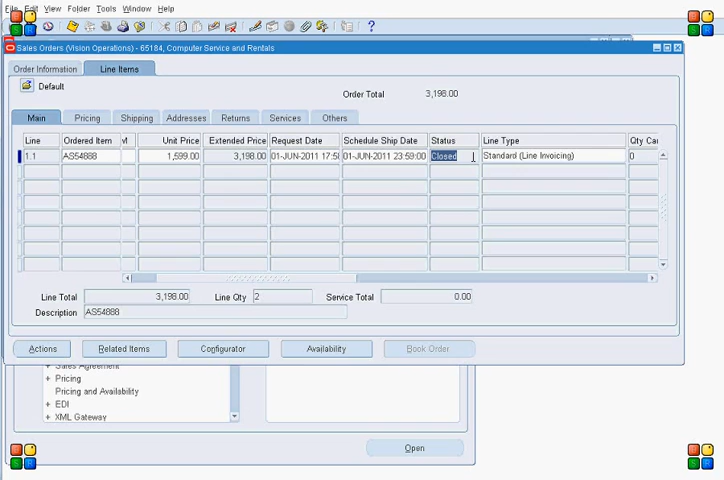 File Edit View Folder Tools Window Help
Sales Orders (Vision Operations) - 65184, Computer Service and Rentals
Order Information Line Items
Default
Order Total 3,198.00
Main Pricing Shipping Addresses Returns Services Others
Line Ordered Item Unit Price Extended Price Request Date Schedule Ship Date Status Line Type
1.1 AS54888 1,599.00 3,198.00 01-JUN-2011 17:5 01-JUN-2011 23:59:00 Closed Standard (Line Invoicing) 0
Line Total 3,198.00 Line Qty 2 Service Total 0.00
Description AS54888
Actions Related Items Configurator Availability Book Order
+ Sales Agreement
+ Pricing
Pricing and Availability
+ EDI
+ XML Gateway
Open